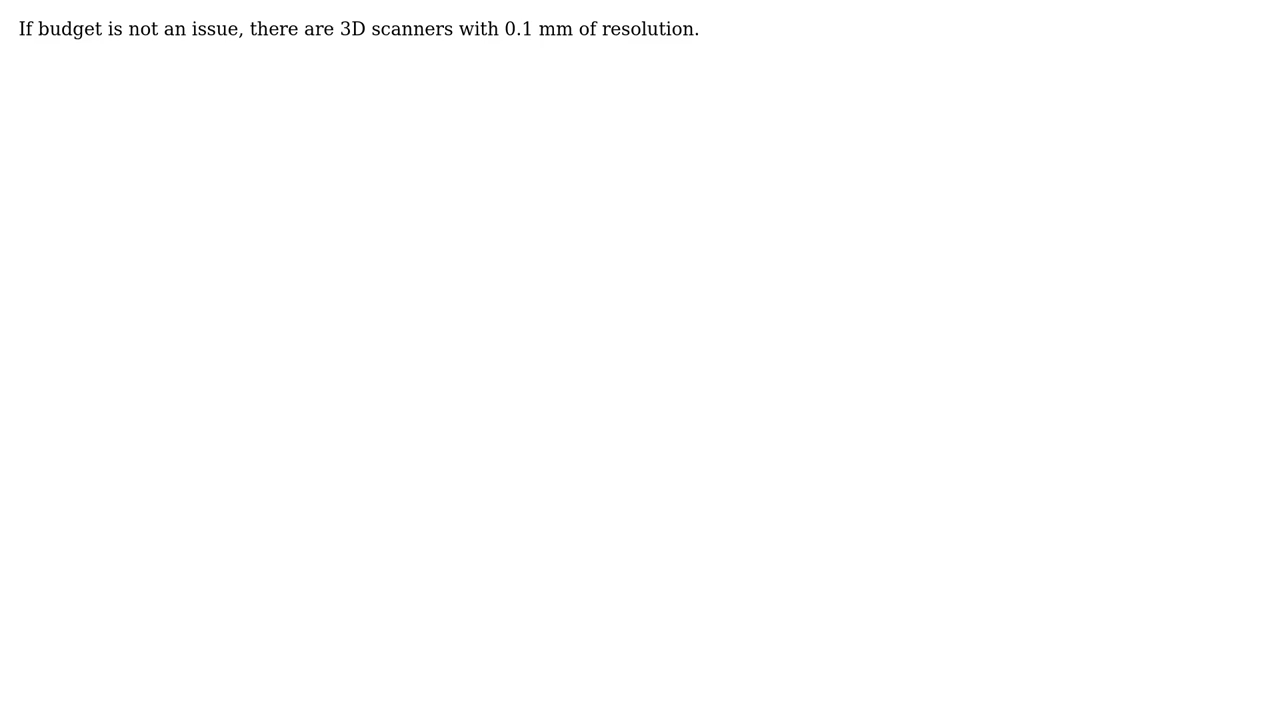 If budget is not an issue, there are 3D scanners with 0.1 mm of resolution.